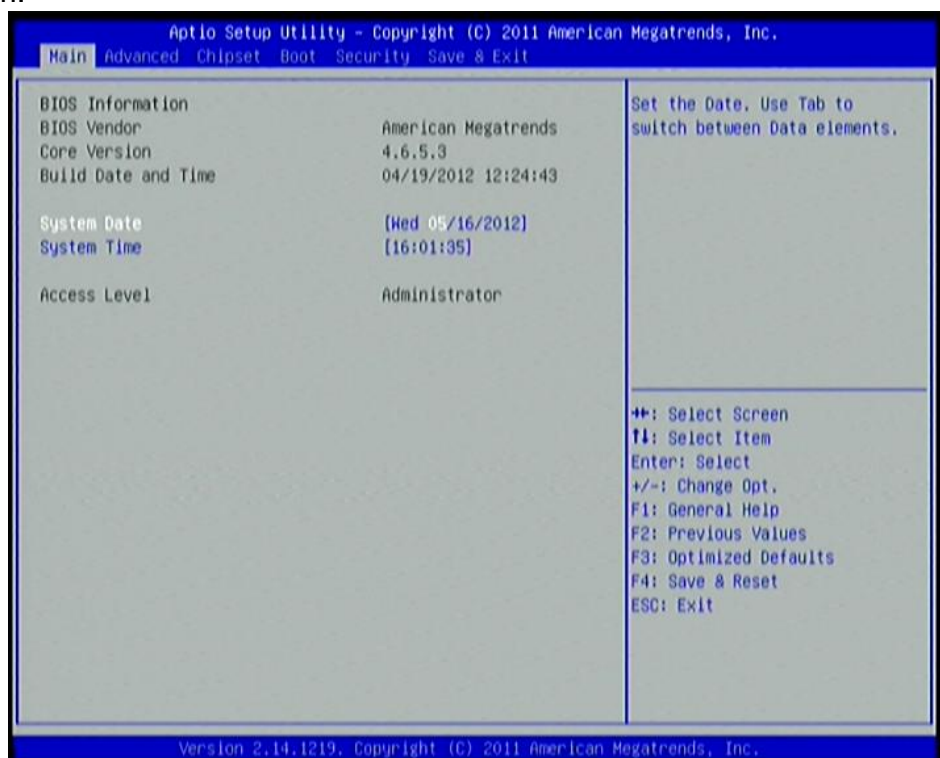 Aptio Setup Utility - Copyright (C) 2011 American Megatrends, Inc.
Main Advanced Chipset Boot Security Save & Exit
BIOS Information
BIOS Vendor American Megatrends
Core Version 4.6.5.3
Build Date and Time 04/19/2012 12:24:43
System Date [Wed 05/16/2012]
System Time [16:01:35]
Access Level Administrator
Set the Date. Use Tab to
switch between Data elements.
→←: Select Screen
↑↓: Select Item
Enter: Select
+/-: Change Opt.
F1: General Help
F2: Previous Values
F3: Optimized Defaults
F4: Save & Reset
ESC: Exit
Version 2.14.1219. Copyright (C) 2011 American Megatrends, Inc.